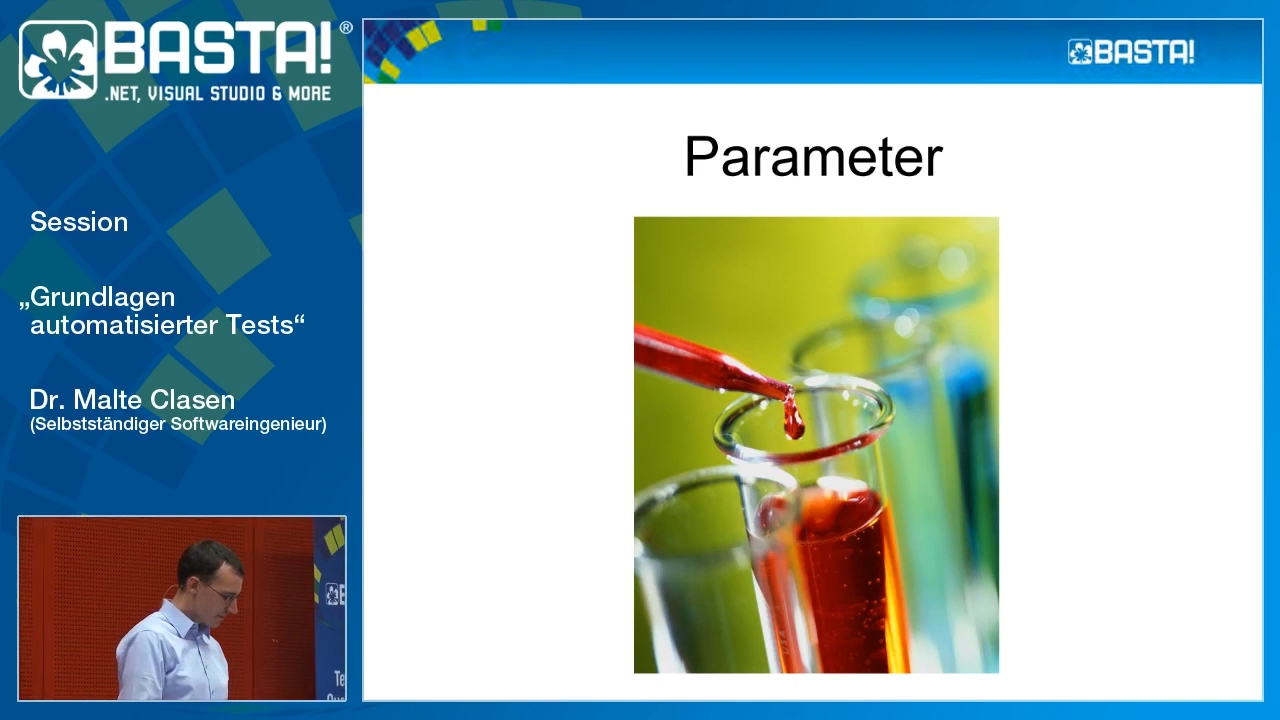 BASTA!®
.NET, VISUAL STUDIO & MORE
Session
„Grundlagen
automatisierter Tests“
Dr. Malte Clasen
(Selbstständiger Softwareingenieur)
BASTA!
Parameter